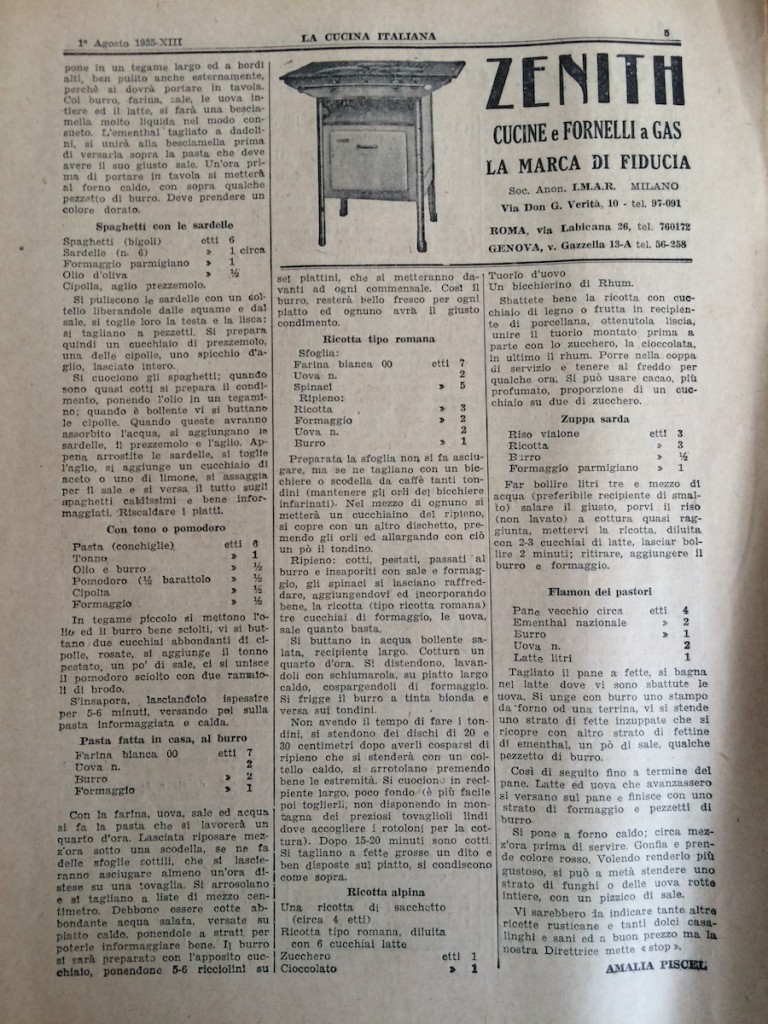 1° Agosto 1935-XIII
LA CUCINA ITALIANA
5
pone in un tegame largo ed a bordi
alti, ben pulito anche esternamente,
perchè si dovrà portare in tavola.
Col burro, farina, sale, le uova in-
tiere ed il latte, si farà una bescia-
mella molto liquida nel modo con-
sueto. L'ementhal tagliato a dadoli-
ni, si unirà alla besciamella prima
di versarla sopra la pasta che deve
avere il suo giusto sale. Un'ora pri-
ma di portare in tavola si metterà
al forno caldo, con sopra qualche
pezzetto di burro. Deve prendere un
colore dorato.
Spaghetti con le sardelle
Spaghetti (bigoli) etti 6
Sardelle (n. 6) » 1 circa
Formaggio parmigiano » 1
Olio d'oliva » ½
Cipolla, aglio prezzemolo.
Si puliscono le sardelle con un col-
tello liberandole dalle squame e dal
sale, si toglie loro la testa e la lisca;
si tagliano a pezzetti. Si prepara
quindi un cucchiaio di prezzemolo,
una delle cipolle, uno spicchio d'a-
glio, lasciato intero.
Si cuociono gli spaghetti; quando
sono quasi cotti si prepara il condi-
mento, ponendo l'olio in un tegami-
no; quando è bollente vi si buttano
le cipolle. Quando queste avranno
assorbito l'acqua, si aggiungono le
sardelle, il prezzemolo e l'aglio. Ap-
pena arrostite le sardelle, si toglie
l'aglio, si aggiunge un cucchiaio di
aceto o uno di limone, si assaggia
per il sale e si versa il tutto sugli
spaghetti caldissimi e bene infor-
maggiati. Riscaldare i piatti.
Con tono o pomodoro
Pasta (conchiglie) etti 6
Tonno » 1
Olio e burro » ½
Pomodoro (½ barattolo » ½
Cipolla » ½
Formaggio » ½
In tegame piccolo si mettono l'o-
lio ed il burro bene sciolti, vi si but-
tano due cucchiai abbondanti di ci-
polle, rosate, si aggiunge il tonno
pestato, un po' di sale, ci si unisce
il pomodoro sciolto con due ramaio-
li di brodo.
S'insapora, lasciandolo ispessire
per 5-6 minuti, versando poi sulla
pasta informaggiata e calda.
Pasta fatta in casa, al burro
Farina bianca 00 etti 7
Uova n. 2
Burro » 2
Formaggio » 1
Con la farina, uova, sale ed acqua
si fa la pasta che si lavorerà un
quarto d'ora. Lasciata riposare mez-
z'ora sotto una scodella, se ne fa
delle sfoglie sottili, che si lascie-
ranno asciugare almeno un'ora di-
stese su una tovaglia. Si arrosolano
e si tagliano a liste di mezzo cen-
timetro. Debbono essere cotte ab-
bondante acqua salata, versate su
piatto caldo, ponendole a strati per
poterle informaggiare bene. Il burro
si sarà preparato con l'apposito cuc-
chiaio, ponendone 5-6 ricciolini su
ZENITH
CUCINE e FORNELLI a GAS
LA MARCA DI FIDUCIA
Soc. Anon. I.M.A.R. MILANO
Via Don G. Verità, 10 - tel. 97-091
ROMA, via Labicana 26, tel. 760172
GENOVA, v. Gazzella 13-A tel. 56-258
sei piattini, che si metteranno da-
vanti ad ogni commensale. Così il
burro, resterà bello fresco per ogni
piatto ed ognuno avrà il giusto
condimento.
Ricotta tipo romana
Sfoglia:
Farina bianca 00 etti 7
Uova n. 2
Spinaci » 5
Ripieno:
Ricotta » 3
Formaggio » 2
Uova n. 2
Burro » 1
Preparata la sfoglia non si fa asciu-
gare, ma se ne tagliano con un bic-
chiere o scodella da caffè tanti ton-
dini (mantenere gli orli del bicchiere
infarinati). Nel mezzo di ognuno si
metterà un cucchiaino del ripieno,
si copre con un altro dischetto, pre-
mendo gli orli ed allargando con ciò
un pò il tondino.
Ripieno: cotti, pestati, passati al
burro e insaporiti con sale e formag-
gio, gli spinaci si lasciano raffred-
dare, aggiungendovi ed incorporando
bene, la ricotta (tipo ricotta romana)
tre cucchiai di formaggio, le uova,
sale quanto basta.
Si buttano in acqua bollente sa-
lata, recipiente largo. Cottura un
quarto d'ora. Si distendono, lavan-
doli con schiumarola, su piatto largo
caldo, cospargendoli di formaggio.
Si frigge il burro a tinta bionda e
versa sui tondini.
Non avendo il tempo di fare i ton-
dini, si stendono dei dischi di 20 e
30 centimetri dopo averli cosparsi di
ripieno che si stenderà con un col-
tello caldo, si arrotolano premendo
bene le estremità. Si cuociono in reci-
piente largo, poco fondo (è più facile
poi toglierli, non disponendo in mon-
tagna dei preziosi tovaglioli lindi
dove accogliere i rotoloni per la cot-
tura). Dopo 15-20 minuti sono cotti.
Si tagliano a fette grosse un dito e
ben disposte sul piatto, si condiscono
come sopra.
Ricotta alpina
Una ricotta di sacchetto
(circa 4 etti)
Ricotta tipo romana, diluita
con 6 cucchiai latte
Zucchero etti 1
Cioccolato » 1
Tuorlo d'uovo
Un bicchierino di Rhum.
Sbattete bene la ricotta con cuc-
chiaio di legno o frutta in recipien-
te di porcellana, ottenutola liscia,
unire il tuorlo montato prima a
parte con lo zucchero, la cioccolata,
in ultimo il rhum. Porre nella coppa
di servizio e tenere al freddo per
qualche ora. Si può usare cacao, più
profumato, proporzione di un cuc-
chiaio su due di zucchero.
Zuppa sarda
Riso vialone etti 3
Ricotta » 3
Burro » ½
Formaggio parmigiano » 1
Far bollire litri tre e mezzo di
acqua (preferibile recipiente di smal-
to) salare il giusto, porvi il riso
(non lavato) a cottura quasi rag-
giunta, mettervi la ricotta, diluita
con 2-3 cucchiai di latte, lasciar bol-
lire 2 minuti; ritirare, aggiungere il
burro e formaggio.
Flamon dei pastori
Pane vecchio circa etti 4
Ementhal nazionale » 2
Burro » 1
Uova n. 2
Latte litri 1
Tagliato il pane a fette, si bagna
nel latte dove vi sono sbattute le
uova. Si unge con burro uno stampo
da forno od una terrina, vi si stende
uno strato di fette inzuppate che si
ricopre con altro strato di fettine
di ementhal, un pò di sale, qualche
pezzetto di burro.
Così di seguito fino a termine del
pane. Latte ed uova che avanzassero
si versano sul pane e finisce con uno
strato di formaggio e pezzetti di
burro.
Si pone a forno caldo; circa mez-
z'ora prima di servire. Gonfia e pren-
de colore rosso. Volendo renderlo più
gustoso, si può a metà stendere uno
strato di funghi o delle uova rotte
intiere, con un pizzico di sale.
Vi sarebbero da indicare tante altre
ricette rusticane e tanti dolci casa-
linghi e sani ed a buon prezzo ma la
nostra Direttrice mette «stop».
AMALIA PISCEL